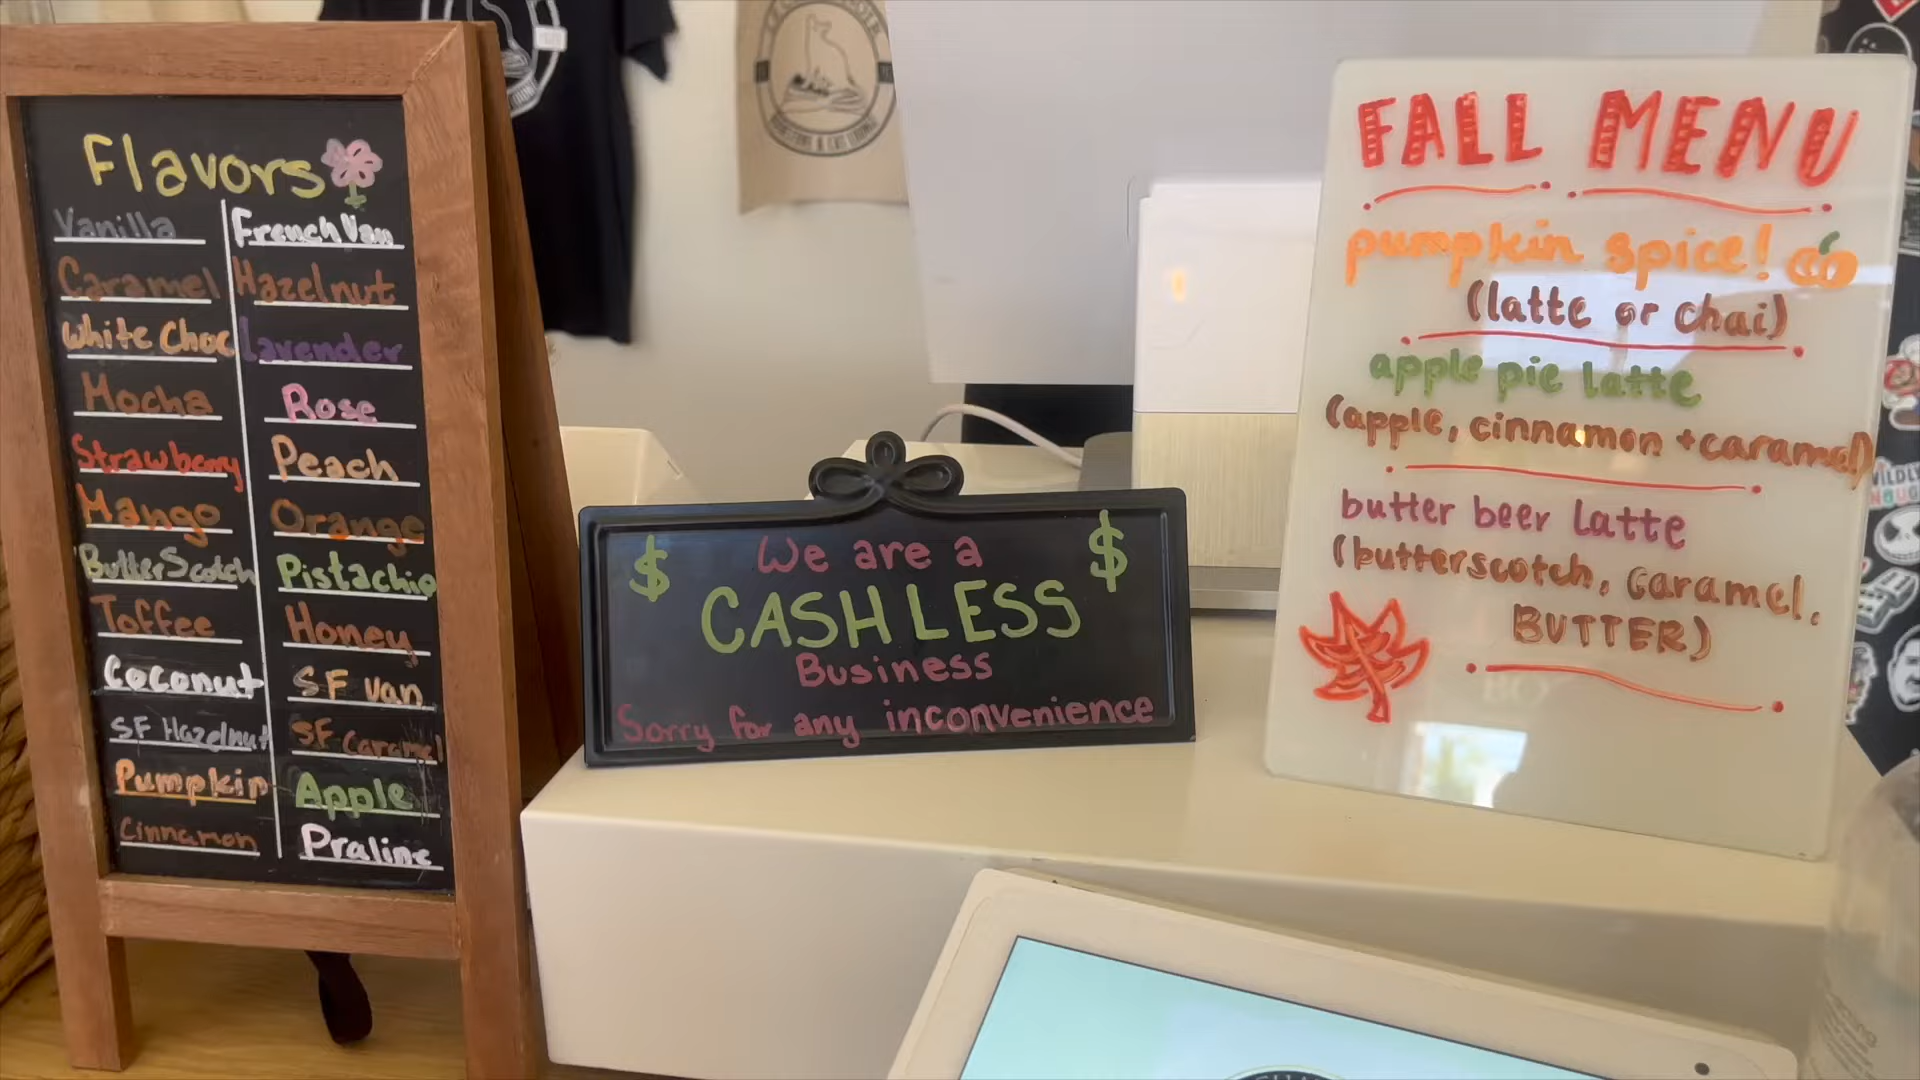 Flavors
Vanilla
Caramel
White Choc
Mocha
Strawberry
Mango
ButterScotch
Toffee
Coconut
SF Hazelnut
Pumpkin
Cinnamon
French Van
Hazelnut
Lavender
Rose
Peach
Orange
Pistachio
Honey
SF Van
SF Caramel
Apple
Praline
$ We are a $
CASHLESS
Business
Sorry for any inconvenience
FALL MENU
pumpkin spice!
(latte or chai)
apple pie latte
(apple, cinnamon + caramel)
butter beer latte
(butterscotch, caramel,
BUTTER)